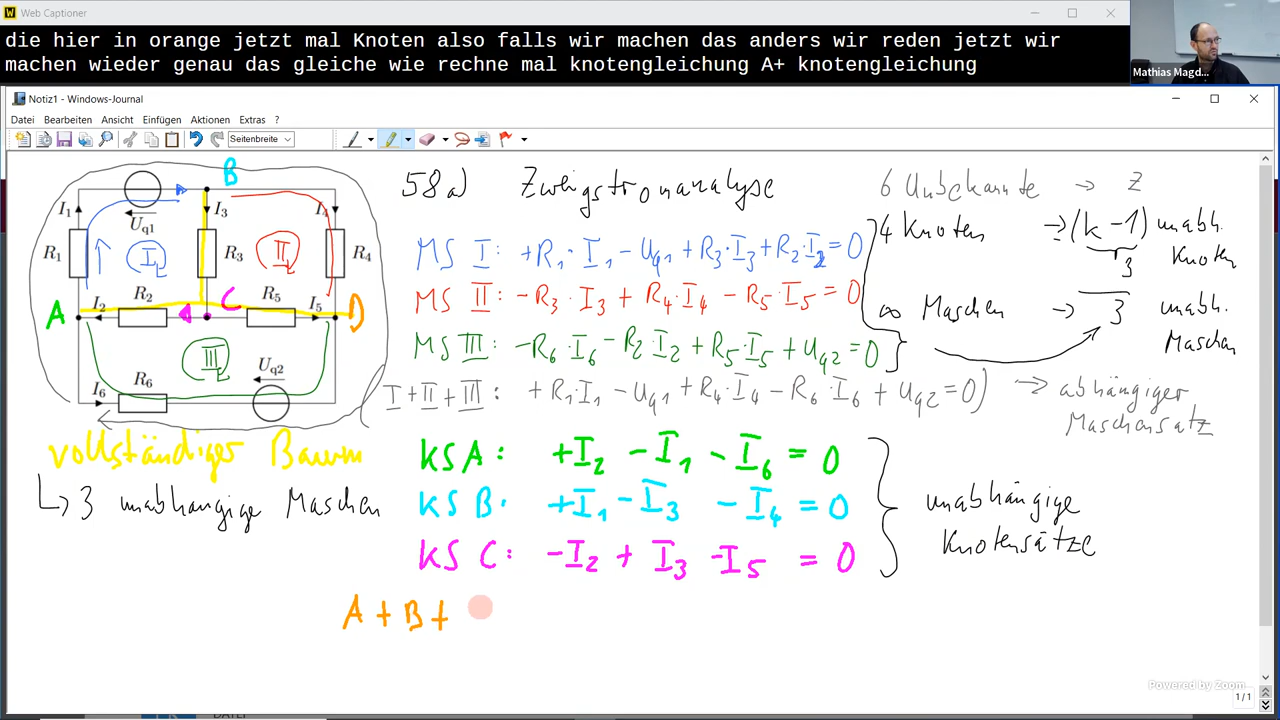 Web Captioner
die hier in orange jetzt mal Knoten also falls wir machen das anders wir reden jetzt wir
machen wieder genau das gleiche wie rechne mal knotengleichung A+ knotengleichung
Mathias Magd...
Notiz1 - Windows-Journal
Datei Bearbeiten Ansicht Einfügen Aktionen Extras ?
Seitenbreite
58a) Zweigstromanalyse
6 Unbekannte → z
4 Knoten → (k-1) unabh. Knoten
3
∞ Maschen → 3 unabh. Maschen
MS I: +R1·I1 - Uq1 + R3·I3 + R2·I2 = 0
MS II: -R3·I3 + R4·I4 - R5·I5 = 0
MS III: -R6·I6 - R2·I2 + R5·I5 + Uq2 = 0
I+II+III: +R1·I1 - Uq1 + R4·I4 - R6·I6 + Uq2 = 0) → abhängiger
Maschensatz
B
I1 Uq1 I3 I4
R1 I R3 II R4
A I2 R2 C R5 I5 D
III
I6 R6 Uq2
vollständiger Baum
↳ 3 unabhängige Maschen
KS A: +I2 - I1 - I6 = 0
KS B: +I1 - I3 - I4 = 0
KS C: -I2 + I3 - I5 = 0
unabhängige
Knotensätze
A + B +
Powered by Zoom
1/1
DATEI